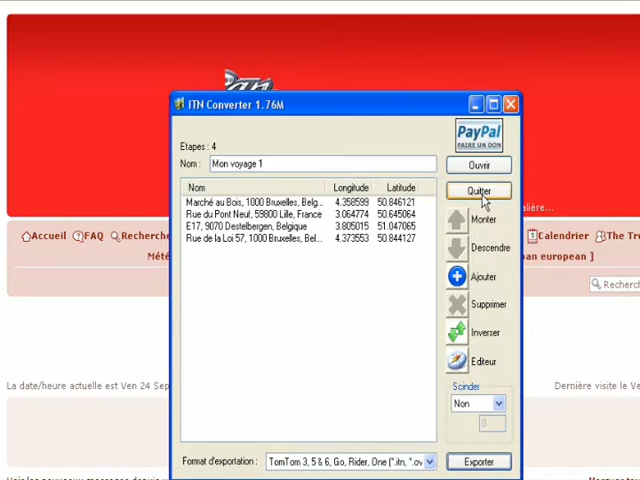 ITN Converter 1.76M
PayPal
FAIRE UN DON
Etapes : 4
Nom : Mon voyage 1
Ouvrir
Quitter
Nom Longitude Latitude
Marché au Bois, 1000 Bruxelles, Belg... 4.358599 50.846121
Rue du Pont Neuf, 59800 Lille, France 3.064774 50.645064
E17, 9070 Destelbergen, Belgique 3.805015 51.047065
Rue de la Loi 57, 1000 Bruxelles, Bel... 4.373553 50.844127
Monter
Descendre
Ajouter
Supprimer
Inverser
Editeur
Scinder
Non
0
Format d'exportation : TomTom 3, 5 & 6, Go, Rider, One (*.itn, *.ov
Exporter
alière...
Accueil FAQ Recherche
Calendrier The Tr
Mété
pan european ]
Recherc
La date/heure actuelle est Ven 24 Sep
Dernière visite le Ve